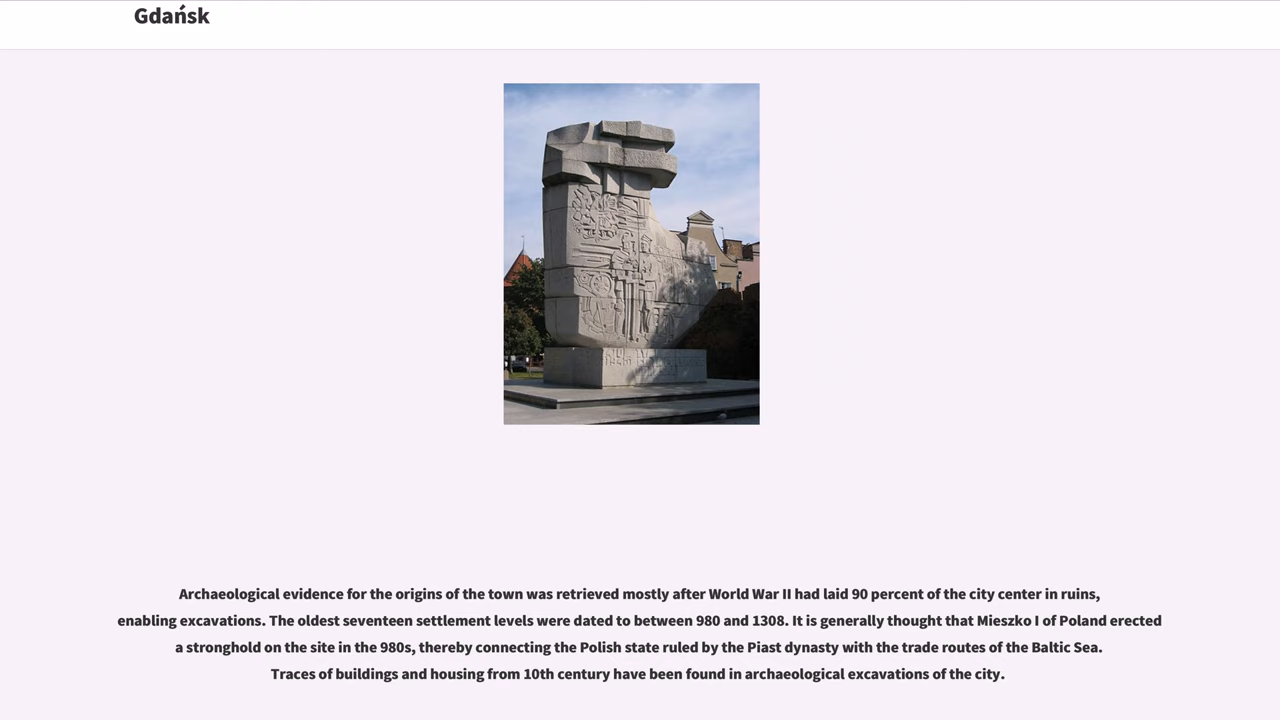 Gdańsk
Archaeological evidence for the origins of the town was retrieved mostly after World War II had laid 90 percent of the city center in ruins,
enabling excavations. The oldest seventeen settlement levels were dated to between 980 and 1308. It is generally thought that Mieszko I of Poland erected
a stronghold on the site in the 980s, thereby connecting the Polish state ruled by the Piast dynasty with the trade routes of the Baltic Sea.
Traces of buildings and housing from 10th century have been found in archaeological excavations of the city.